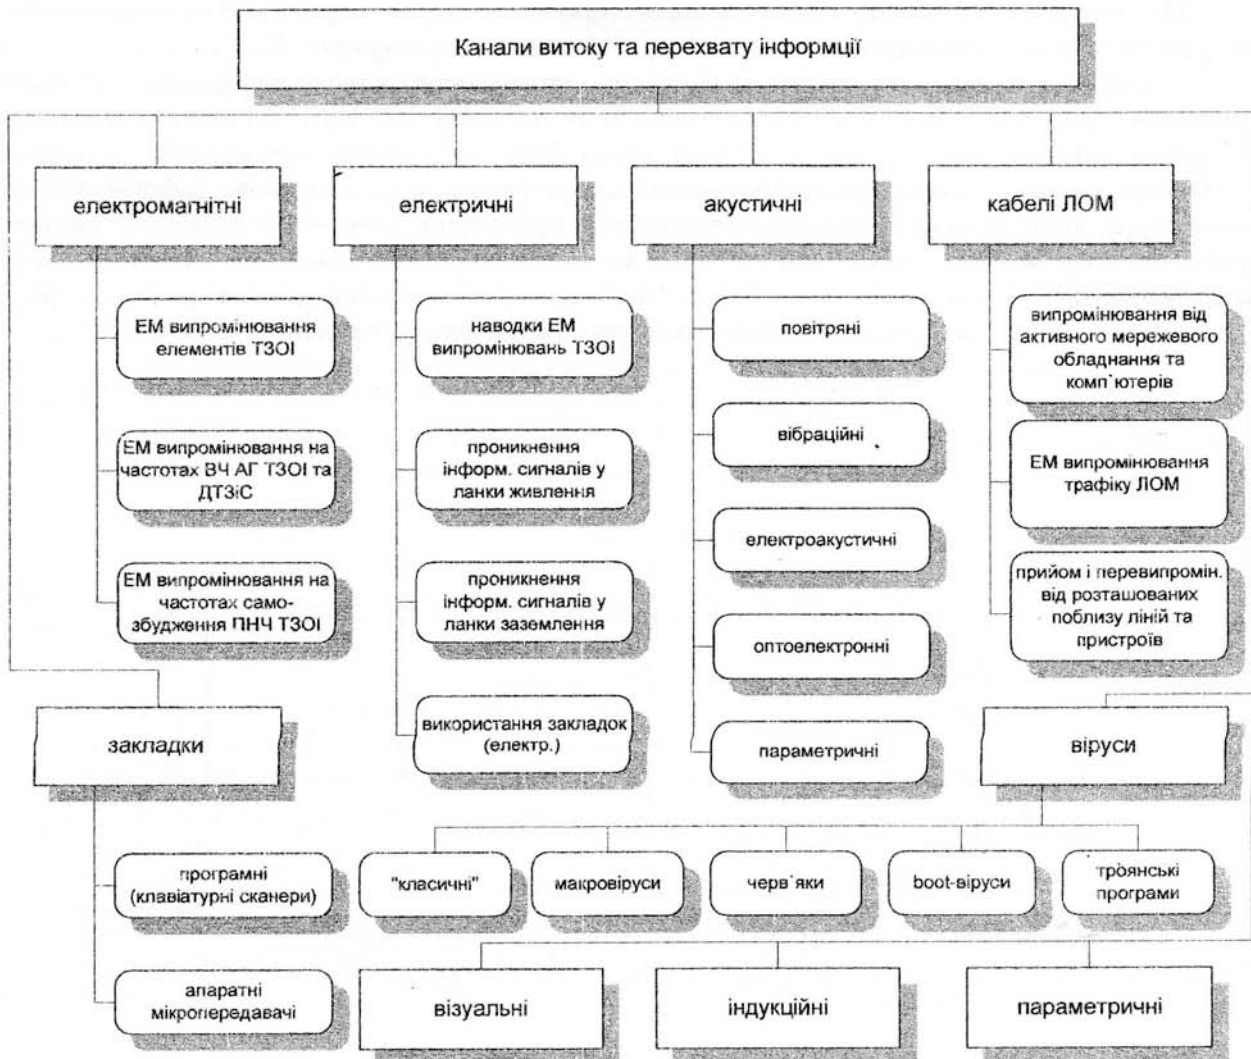 Канали витоку та перехвату інформції
електромагнітні
електричні
акустичні
кабелі ЛОМ
ЕМ випромінювання
елементів ТЗОІ
ЕМ випромінювання на
частотах ВЧ АГ ТЗОІ та
ДТЗіС
ЕМ випромінювання на
частотах само-
збудження ПНЧ ТЗОІ
наводки ЕМ
випромінювань ТЗОІ
проникнення
інформ. сигналів у
ланки живлення
проникнення
інформ. сигналів у
ланки заземлення
використання закладок
(електр.)
повітряні
вібраційні
електроакустичні
оптоелектронні
параметричні
випромінювання від
активного мережевого
обладнання та
комп`ютерів
ЕМ випромінювання
трафіку ЛОМ
прийом і перевипромін.
від розташованих
поблизу ліній та
пристроїв
закладки
віруси
програмні
(клавіатурні сканери)
апаратні
мікропередавачі
"класичні"
макровіруси
черв`яки
boot-віруси
троянські
програми
візуальні
індукційні
параметричні